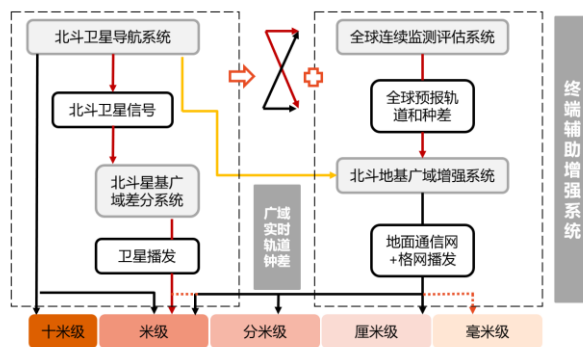 北斗卫星导航系统
北斗卫星信号
北斗星基广
域差分系统
卫星播发
全球连续监测评估系统
全球预报轨
道和种差
北斗地基广域增强系统
地面通信网
+格网播发
广域
实时
轨道
钟差
终端辅助增强系统
十米级
米级
分米级
厘米级
毫米级